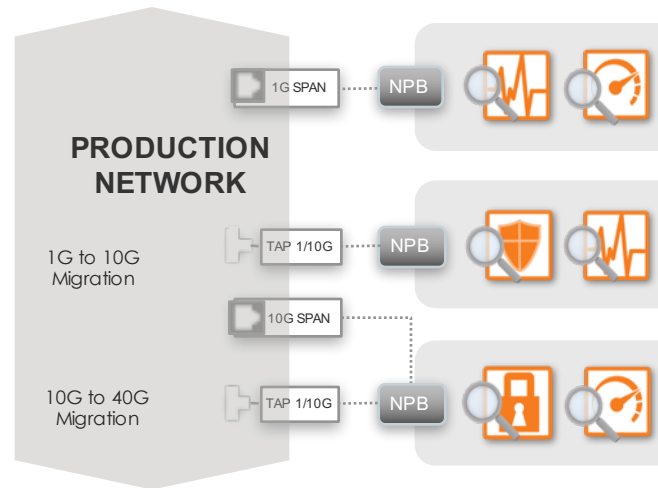 1G SPAN
NPB
PRODUCTION
NETWORK
1G to 10G
Migration
TAP 1/10G
NPB
10G SPAN
10G to 40G
Migration
TAP 1/10G
NPB